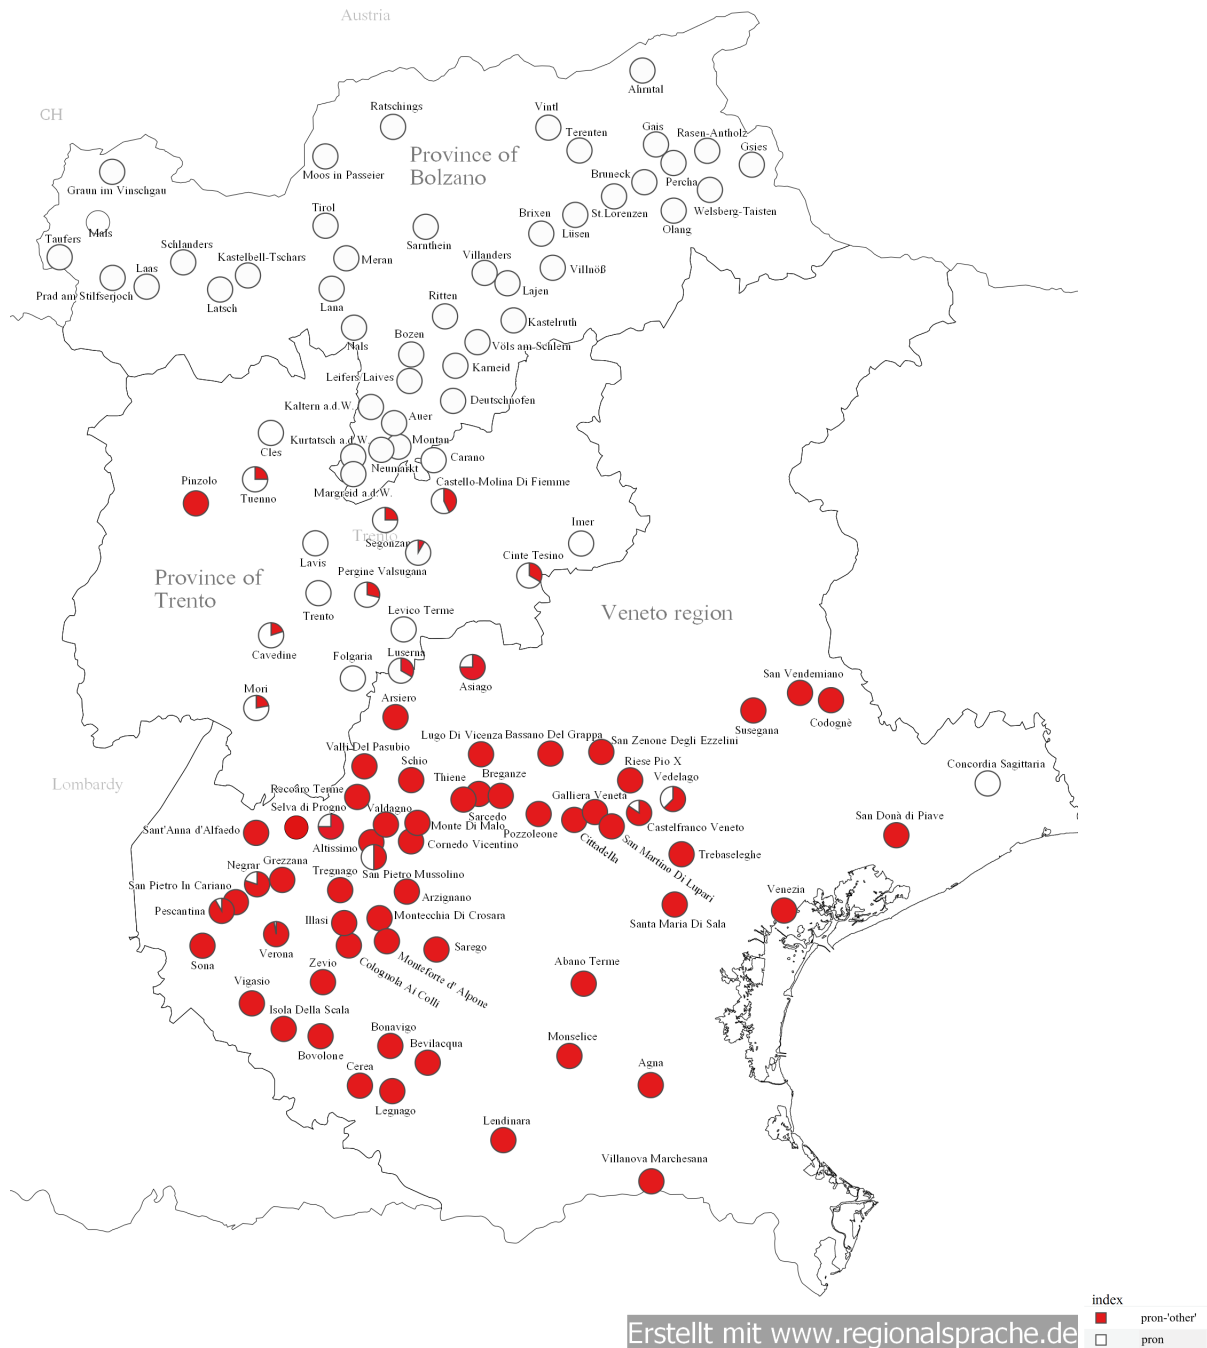 Austria
CH
Ahrntal
Ratschings
Vintl
Terenten
Gais
Rasen-Antholz
Gsies
Province of
Bolzano
Moos in Passeier
Graun im Vinschgau
Bruneck
Percha
Welsberg-Taisten
St.Lorenzen
Olang
Tirol
Brixen
Lüsen
Sarnthein
Mals
Taufers
Schlanders
Kastelbell-Tschars
Meran
Villanders
Villnöß
Laas
Prad am Stilfserjoch
Latsch
Lana
Lajen
Ritten
Kastelruth
Nals
Bozen
Völs am Schlern
Karneid
Leifers/Laives
Deutschnofen
Kaltern a.d.W.
Auer
Kurtatsch a.d.W.
Montan
Cles
Carano
Neumarkt
Pinzolo
Tuenno
Margreid a.d.W.
Castello-Molina Di Fiemme
Imer
Trento
Segonzano
Lavis
Cinte Tesino
Province of
Trento
Pergine Valsugana
Trento
Levico Terme
Veneto region
Cavedine
Folgaria
Luserna
Asiago
Mori
Arsiero
San Vendemiano
Susegana
Codognè
Lugo Di Vicenza
Bassano Del Grappa
San Zenone Degli Ezzelini
Valli Del Pasubio
Schio
Riese Pio X
Concordia Sagittaria
Lombardy
Thiene
Breganze
Vedelago
Recoaro Terme
Galliera Veneta
Selva di Progno
Valdagno
Sarcedo
San Donà di Piave
Sant'Anna d'Alfaedo
Monte Di Malo
Pozzoleone
Castelfranco Veneto
Altissimo
Cornedo Vicentino
Cittadella
San Martino Di Lupari
Trebaseleghe
Negrar
Grezzana
Tregnago
San Pietro Mussolino
San Pietro In Cariano
Arzignano
Venezia
Pescantina
Illasi
Montecchia Di Crosara
Santa Maria Di Sala
Verona
Sona
Colognola Ai Colli
Monteforte d' Alpone
Sarego
Zevio
Abano Terme
Vigasio
Isola Della Scala
Bovolone
Bonavigo
Bevilacqua
Monselice
Cerea
Agna
Legnago
Lendinara
Villanova Marchesana
index
pron-'other'
pron
Erstellt mit www.regionalsprache.de